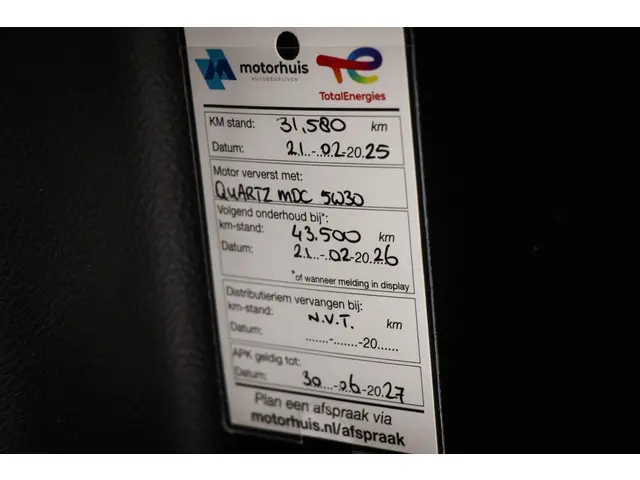 motorhuis
AUTOBEDRIJVEN
TotalEnergies
KM stand: 31,580 km
Datum: 21-02-2025
Motor ververst met:
QUARTZ MDC 5W30
Volgend onderhoud bij*:
km-stand: 43.500 km
Datum: 21-02-2026
*of wanneer melding in display
Distributieriem vervangen bij:
km-stand: N.V.T. km
Datum: ......-......-20......
APK geldig tot:
Datum: 30-06-2027
Plan een afspraak via
motorhuis.nl/afspraak